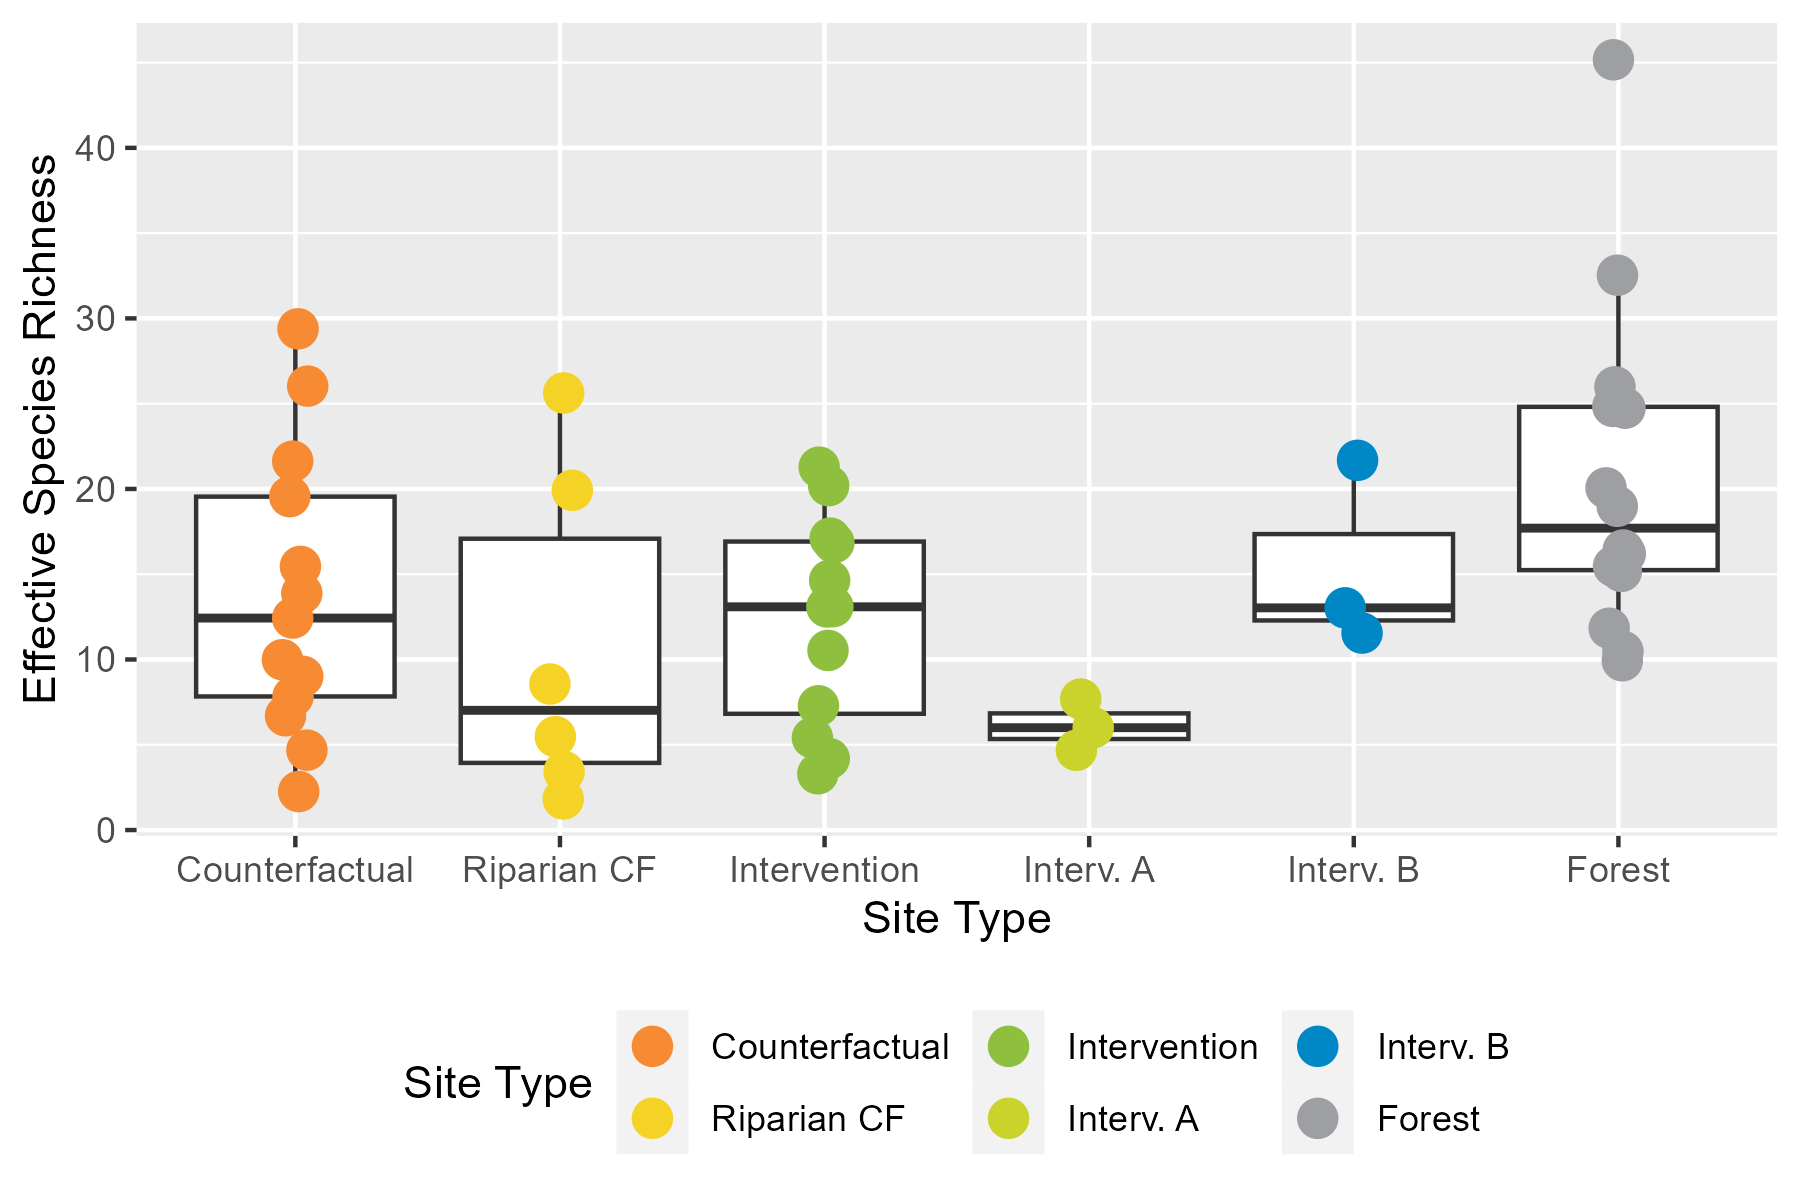 Effective Species Richness
40
30
20
10
0
Counterfactual Riparian CF Intervention Interv. A Interv. B Forest
Site Type
Site Type
Counterfactual Intervention Interv. B
Riparian CF Interv. A Forest